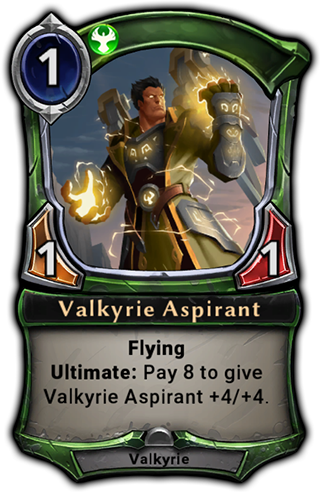 1
1
1
Valkyrie Aspirant
Flying
Ultimate: Pay 8 to give
Valkyrie Aspirant +4/+4.
Valkyrie